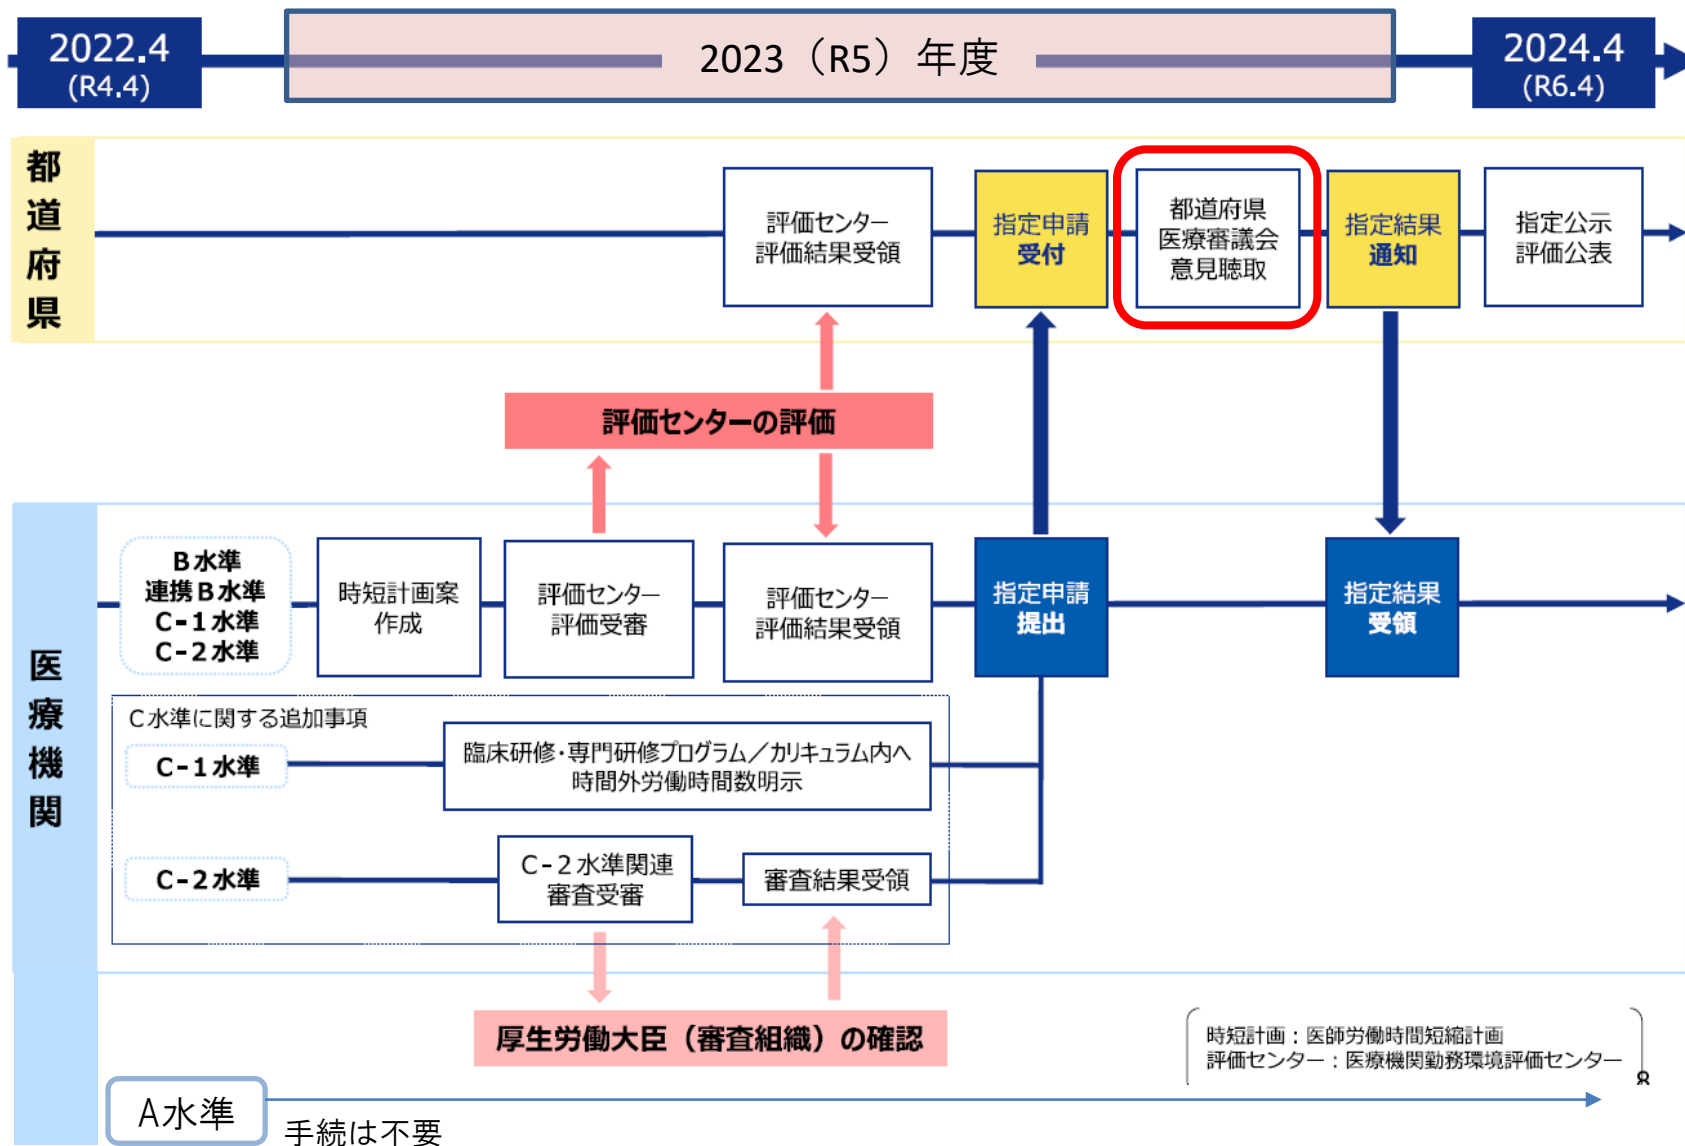 2022.4
(R4.4)
2023（R5）年度
2024.4
(R6.4)
都道府県
評価センター
評価結果受領
指定申請
受付
都道府県
医療審議会
意見聴取
指定結果
通知
指定公示
評価公表
評価センターの評価
医療機関
B水準
連携B水準
C-1水準
C-2水準
時短計画案
作成
評価センター
評価受審
評価センター
評価結果受領
指定申請
提出
指定結果
受領
C水準に関する追加事項
C-1水準
臨床研修・専門研修プログラム／カリキュラム内へ
時間外労働時間数明示
C-2水準
C-2水準関連
審査受審
審査結果受領
厚生労働大臣（審査組織）の確認
時短計画：医師労働時間短縮計画
評価センター：医療機関勤務環境評価センター
8
A水準
手続は不要